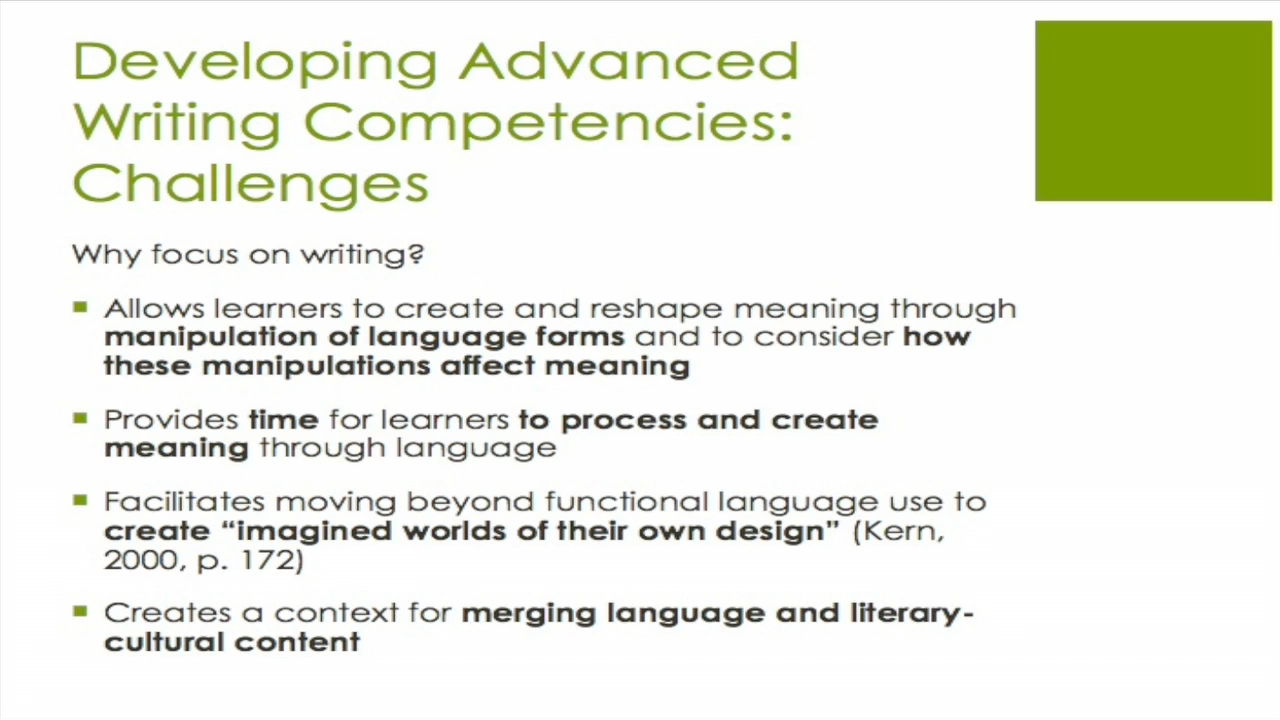 Developing Advanced
Writing Competencies:
Challenges
Why focus on writing?
Allows learners to create and reshape meaning through
manipulation of language forms and to consider how
these manipulations affect meaning
Provides time for learners to process and create
meaning through language
Facilitates moving beyond functional language use to
create “imagined worlds of their own design” (Kern,
2000, p. 172)
Creates a context for merging language and literary-
cultural content